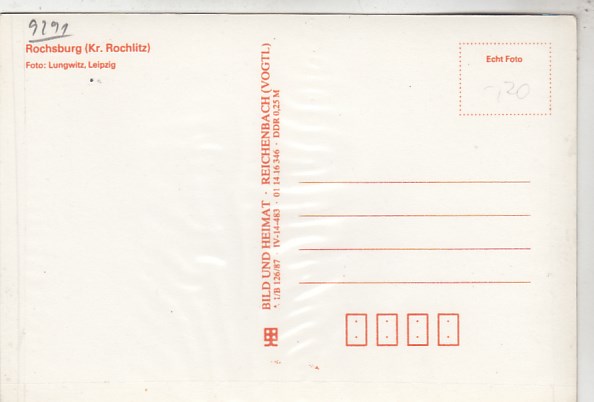 9291
Rochsburg (Kr. Rochlitz)
Foto: Lungwitz, Leipzig
BILD UND HEIMAT · REICHENBACH (VOGTL)
* 1/B 126/87 IV-14-483 · 01 14 16 346 · DDR 0,25 M
Echt Foto
-,20